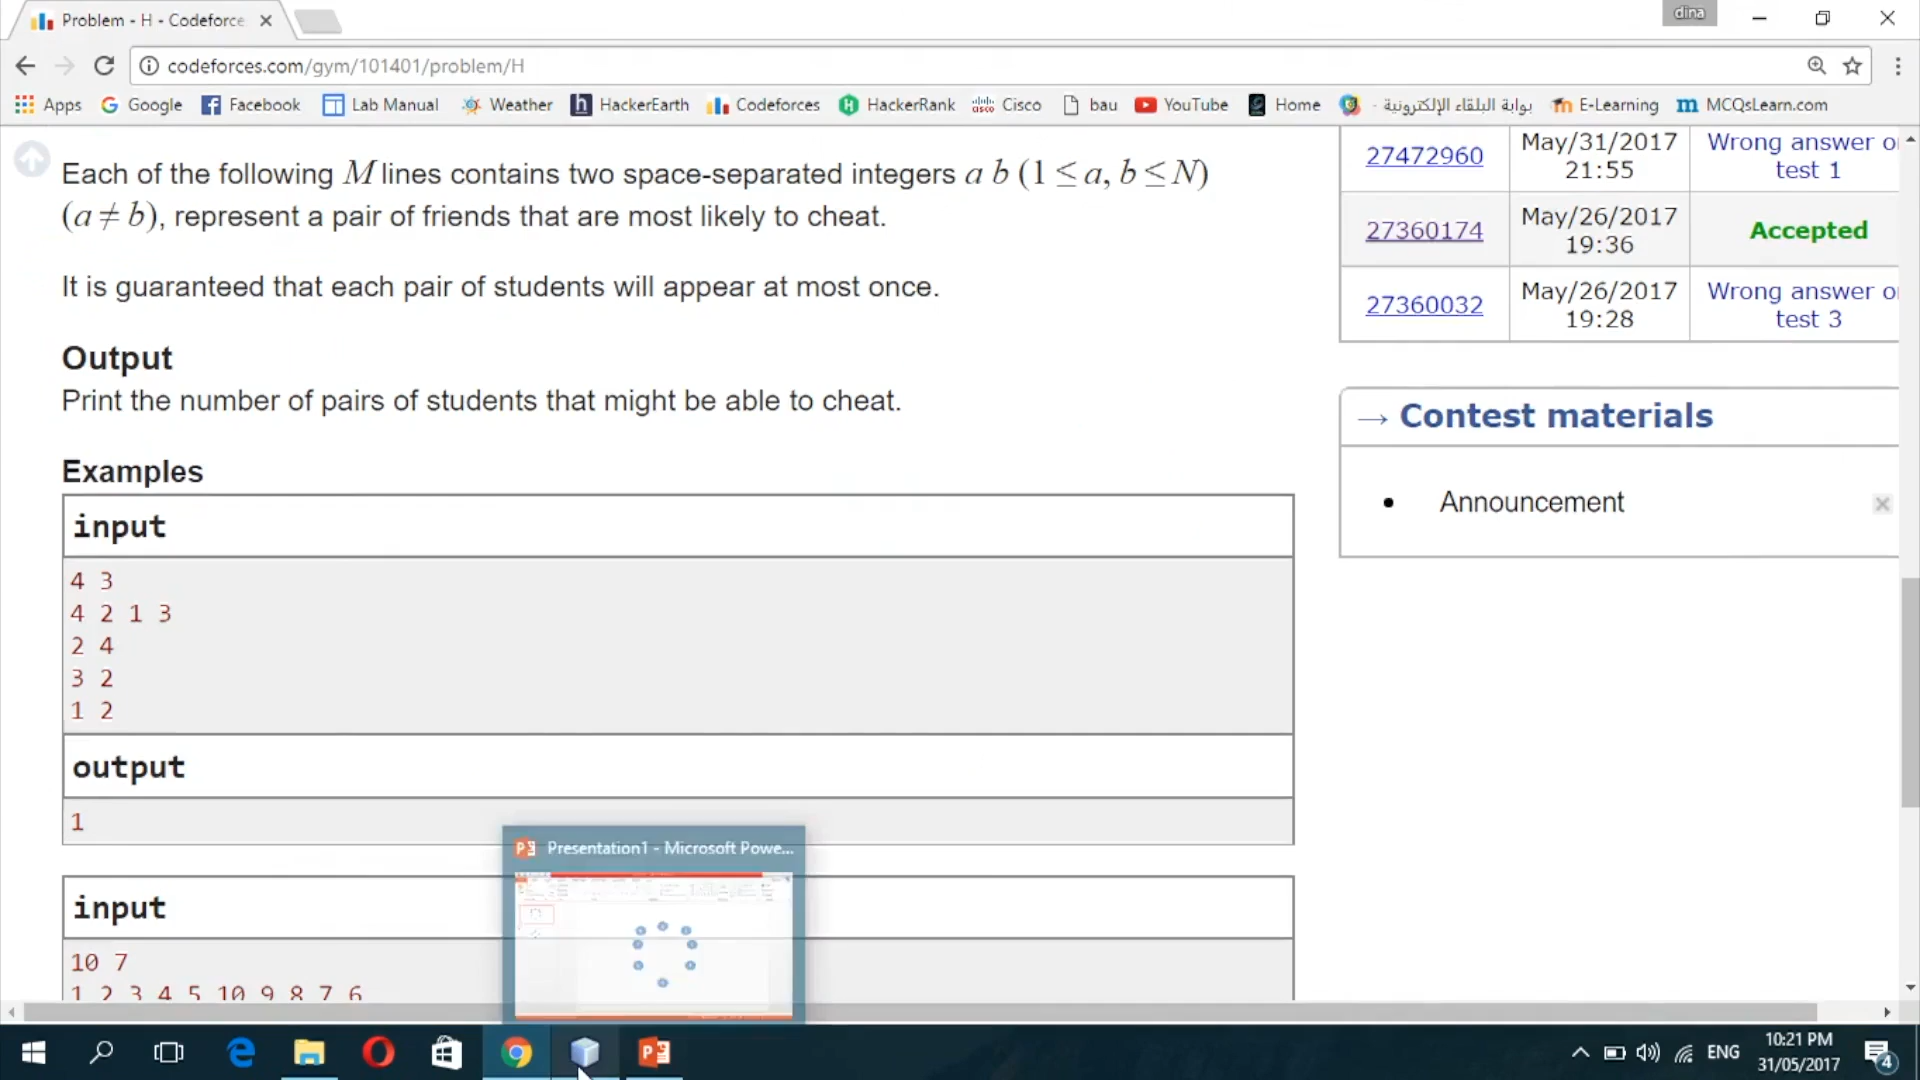 Problem - H - Codeforce
dina
codeforces.com/gym/101401/problem/H
Apps Google Facebook Lab Manual Weather HackerEarth Codeforces HackerRank Cisco bau YouTube Home بوابة البلقاء الإلكترونية - E-Learning MCQsLearn.com
Each of the following M lines contains two space-separated integers a b (1 ≤ a, b ≤ N)
(a ≠ b), represent a pair of friends that are most likely to cheat.
It is guaranteed that each pair of students will appear at most once.
Output
Print the number of pairs of students that might be able to cheat.
Examples
input
4 3
4 2 1 3
2 4
3 2
1 2
output
1
input
10 7
1 2 3 4 5 10 9 8 7 6
27472960 May/31/2017 21:55 Wrong answer o test 1
27360174 May/26/2017 19:36 Accepted
27360032 May/26/2017 19:28 Wrong answer o test 3
→ Contest materials
• Announcement
Presentation1 - Microsoft Powe...
ENG
10:21 PM
31/05/2017
4